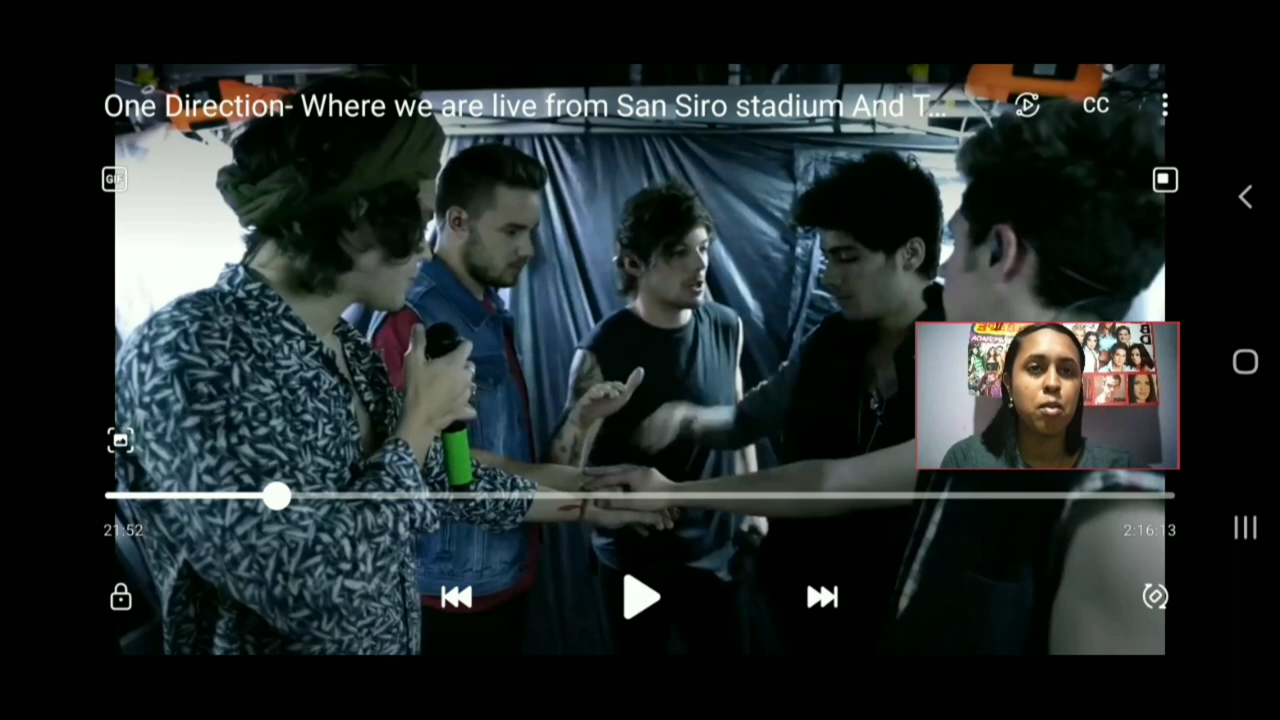 One Direction- Where we are live from San Siro stadium And T...
CC
GIF
21:52
2:16:13